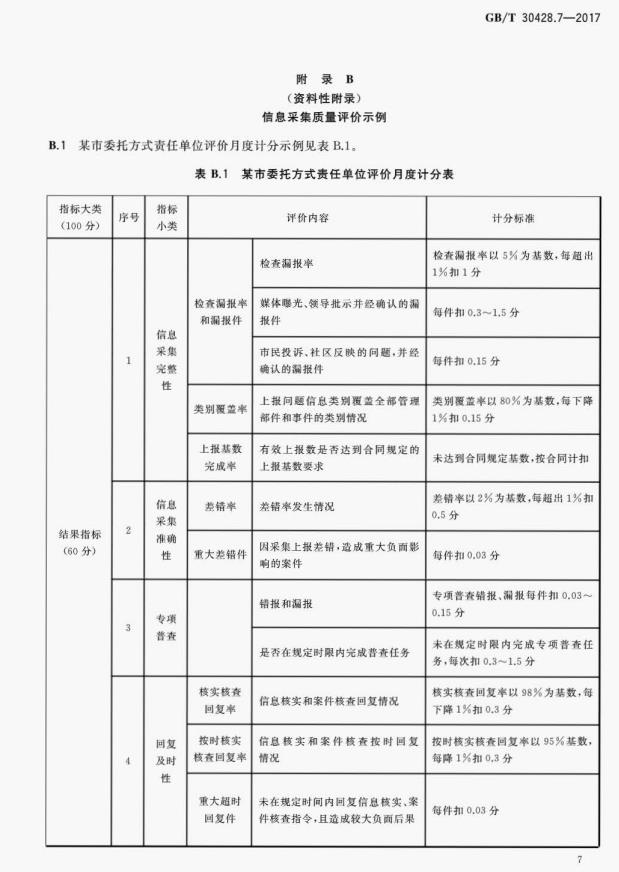 GB/T 30428.7—2017
附 录 B
（资料性附录）
信息采集质量评价示例
B.1 某市委托方式责任单位评价月度计分示例见表 B.1。
表 B.1 某市委托方式责任单位评价月度计分表
指标大类
（100 分）
序号
指标
小类
评价内容
计分标准
结果指标
（60 分）
1
信息
采集
完整
性
检查漏报率
和漏报件
检查漏报率
检查漏报率以 5% 为基数，每超出
1%扣 1 分
媒体曝光、领导批示并经确认的漏
报件
每件扣 0.3～1.5 分
市民投诉、社区反映的问题，并经
确认的漏报件
每件扣 0.15 分
类别覆盖率
上报问题信息类别覆盖全部管理
部件和事件的类别情况
类别覆盖率以 80% 为基数，每下降
1%扣 0.15 分
上报基数
完成率
有效上报数是否达到合同规定的
上报基数要求
未达到合同规定基数，按合同计扣
2
信息
采集
准确
性
差错率
差错率发生情况
差错率以 2% 为基数，每超出 1%扣
0.5 分
重大差错件
因采集上报差错，造成重大负面影
响的案件
每件扣 0.03 分
3
专项
普查
错报和漏报
专项普查错报、漏报每件扣 0.03～
0.15 分
是否在规定时限内完成普查任务
未在规定时限内完成专项普查任
务，每次扣 0.3～1.5 分
4
回复
及时
性
核实核查
回复率
信息核实和案件核查回复情况
核实核查回复率以 98% 为基数，每
下降 1%扣 0.3 分
按时核实
核查回复率
信息核实和案件核查按时回复
情况
按时核实核查回复率以 95% 基数，
每降 1%扣 0.3 分
重大超时
回复件
未在规定时间内回复信息核实、案
件核查指令，且造成较大负面后果
每件扣 0.03 分
7